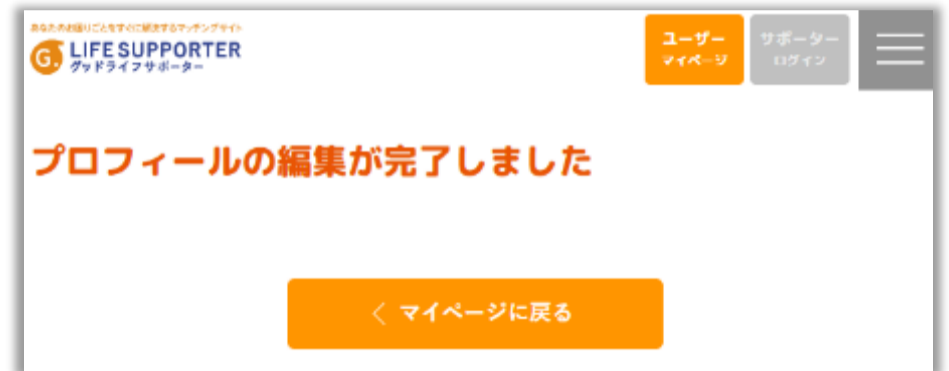 あなたのお困りごとをすぐに解決するマッチングサイト
G. LIFE SUPPORTER
グッドライフサポーター
ユーザー
マイページ
サポーター
ログイン
プロフィールの編集が完了しました
< マイページに戻る